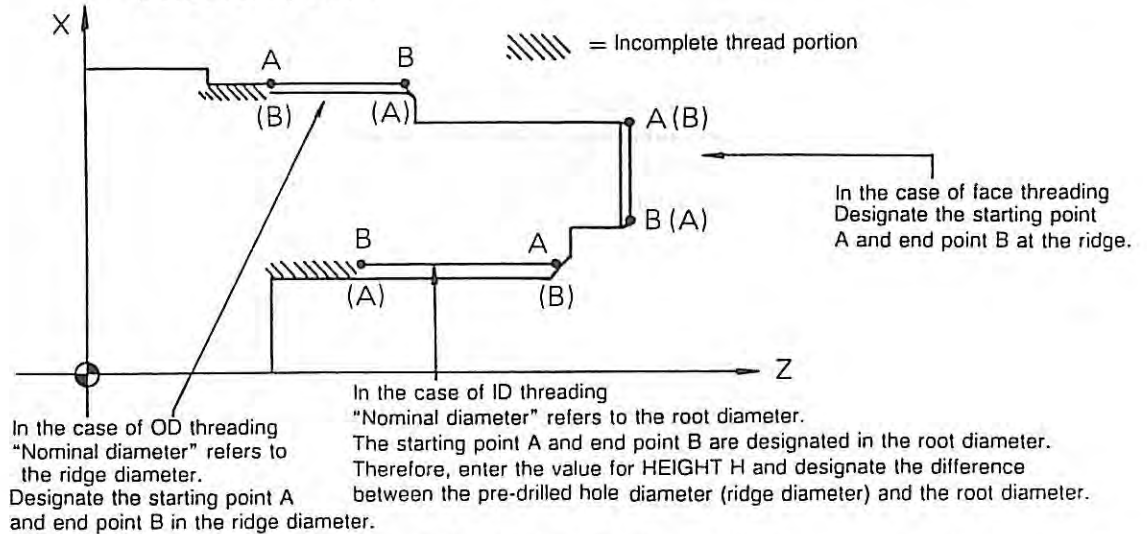 X
= Incomplete thread portion
A
B
(B)
(A)
A (B)
In the case of face threading
Designate the starting point
A and end point B at the ridge.
B (A)
B
A
(A)
(B)
Z
In the case of OD threading
"Nominal diameter" refers to
the ridge diameter.
Designate the starting point A
and end point B in the ridge diameter.
In the case of ID threading
"Nominal diameter" refers to the root diameter.
The starting point A and end point B are designated in the root diameter.
Therefore, enter the value for HEIGHT H and designate the difference
between the pre-drilled hole diameter (ridge diameter) and the root diameter.